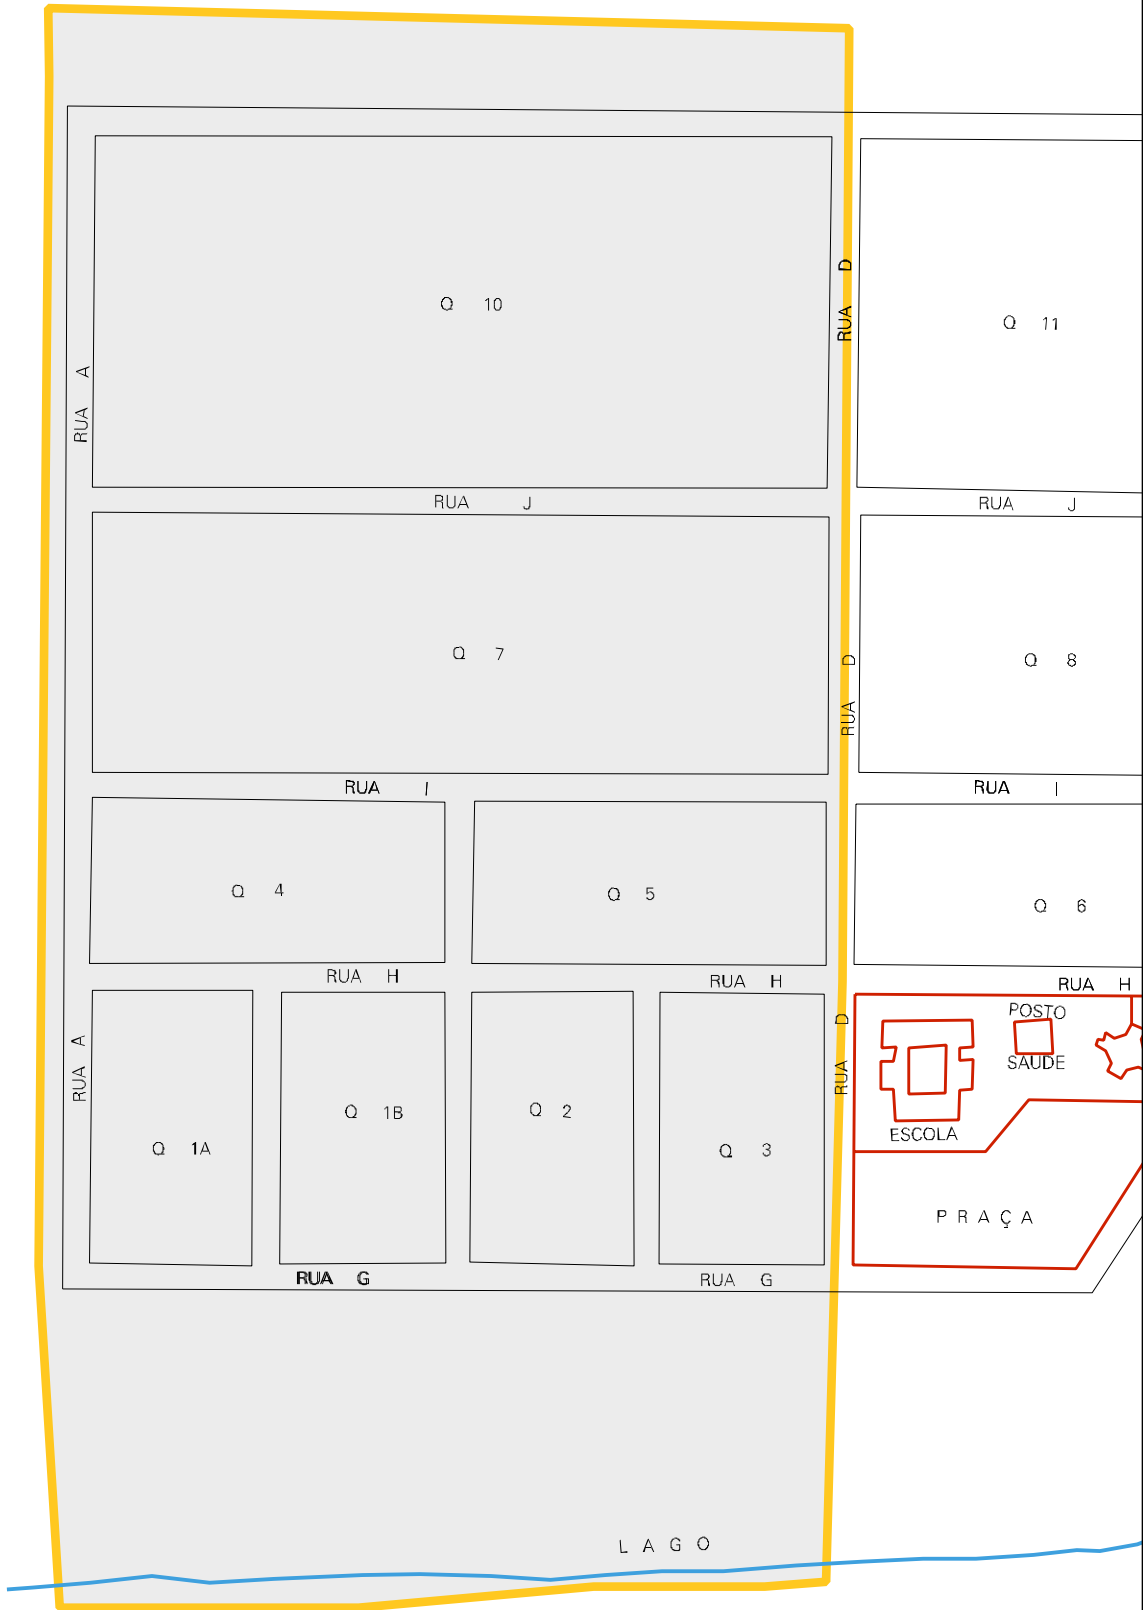 RUA D
Q 10
Q 11
RUA A
RUA J
RUA J
Q 7
RUA D
Q 8
RUA I
RUA I
Q 4
Q 5
Q 6
RUA H
RUA H
RUA H
RUA A
RUA D
POSTO
SAUDE
Q 1B
Q 2
ESCOLA
Q 1A
Q 3
PRAÇA
RUA G
RUA G
LAGO